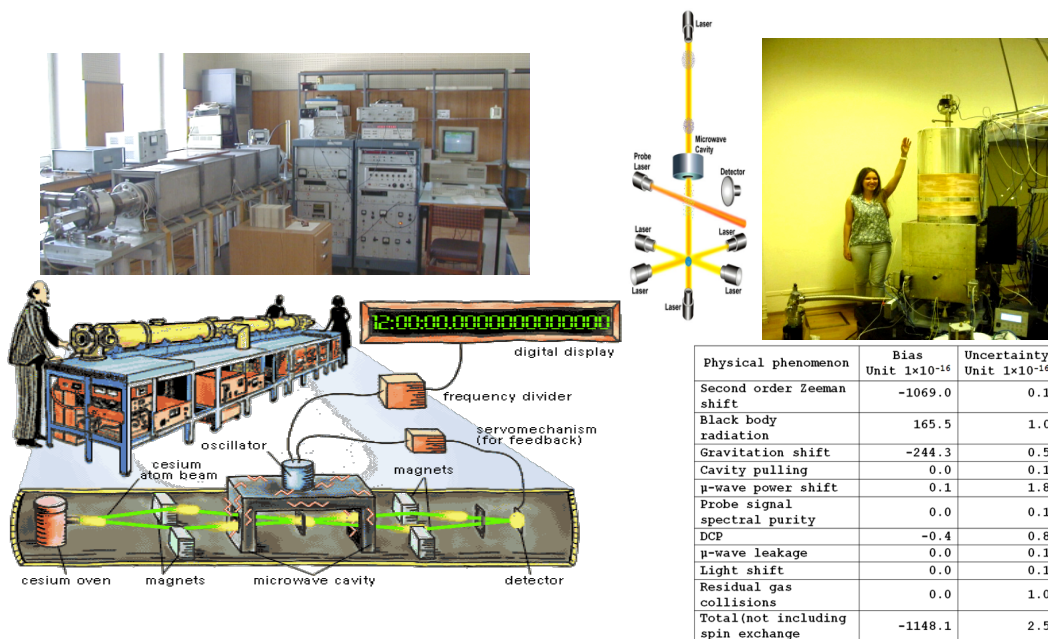 Laser
Microwave
Cavity
Probe
Laser
Detector
Laser
Laser
Laser
Laser
Laser
12:00:00.0000000000000
digital display
frequency divider
servomechanism
(for feedback)
oscillator
cesium
atom beam
magnets
cesium oven
magnets
microwave cavity
detector
Physical phenomenon Bias Unit 1×10⁻¹⁶ Uncertainty Unit 1×10⁻¹⁶
Second order Zeeman shift -1069.0 0.1
Black body radiation 165.5 1.0
Gravitation shift -244.3 0.5
Cavity pulling 0.0 0.1
μ-wave power shift 0.1 1.8
Probe signal spectral purity 0.0 0.1
DCP -0.4 0.8
μ-wave leakage 0.0 0.1
Light shift 0.0 0.1
Residual gas collisions 0.0 1.0
Total(not including spin exchange -1148.1 2.5